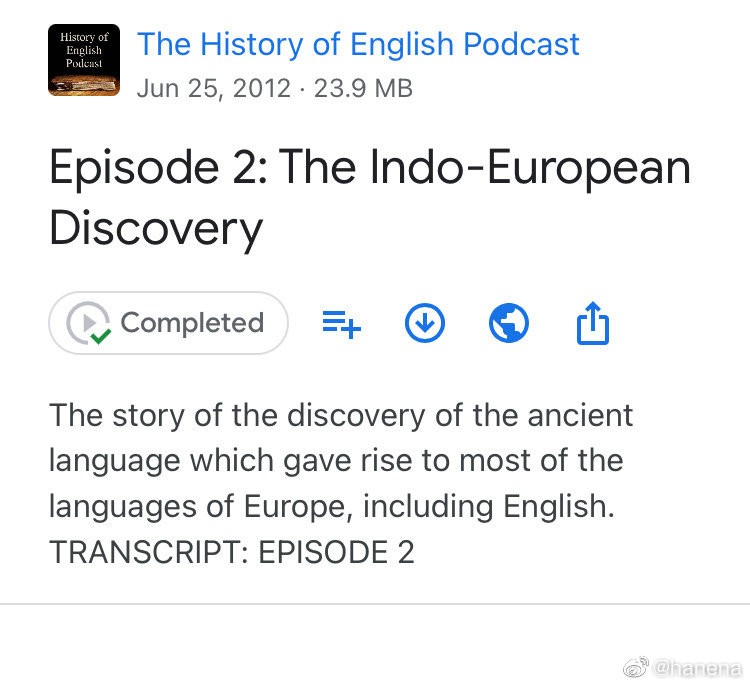 History of
English
Podcast
The History of English Podcast
Jun 25, 2012 · 23.9 MB
Episode 2: The Indo-European
Discovery
Completed
The story of the discovery of the ancient
language which gave rise to most of the
languages of Europe, including English.
TRANSCRIPT: EPISODE 2
@hanena